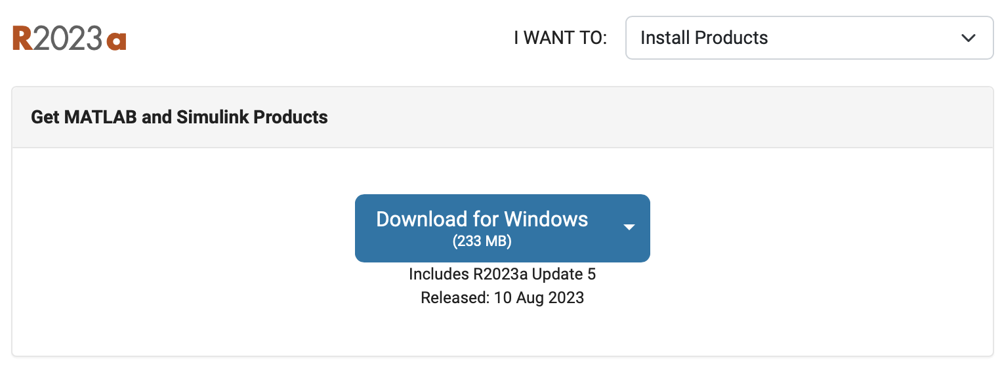 R2023a
I WANT TO:
Install Products
Get MATLAB and Simulink Products
Download for Windows
(233 MB)
Includes R2023a Update 5
Released: 10 Aug 2023